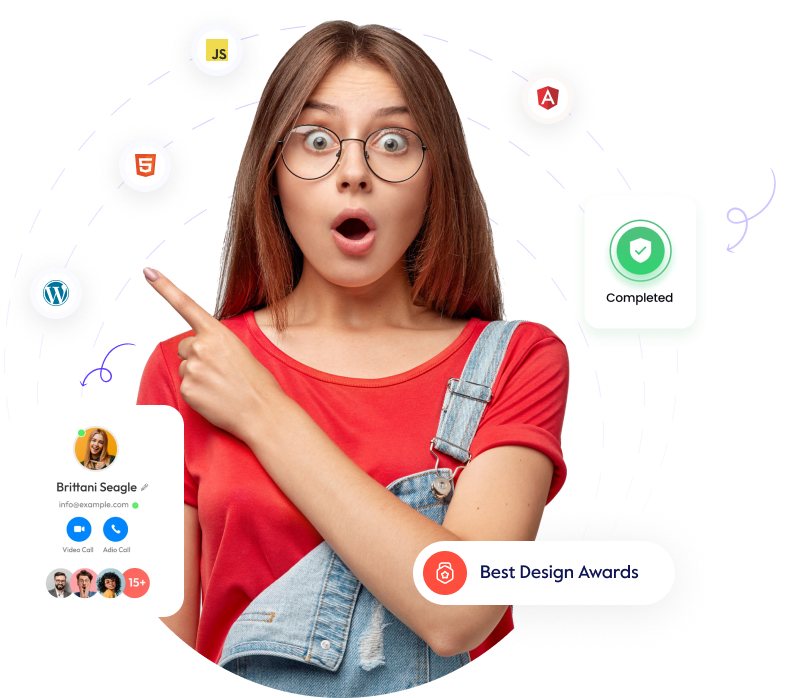 JS
5
A
W
Completed
Brittani Seagle
info@example.com
Video Call Adio Call
15+
Best Design Awards